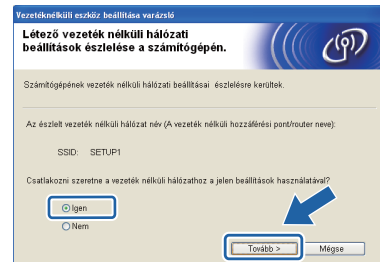 Vezetéknélküli eszköz beállítása varázsló
Létező vezeték nélküli hálózati
beállítások észlelése a számítógépén.
Számítógépének vezeték nélküli hálózati beállításai észlelésre kerültek.
Az észlelt vezeték nélküli hálózat név (A vezeték nélküli hozzáférési pont/router neve):
SSID: SETUP1
Csatlakozni szeretne a vezeték nélküli hálózathoz a jelen beállítások használatával?
Igen
Nem
Tovább > Mégse